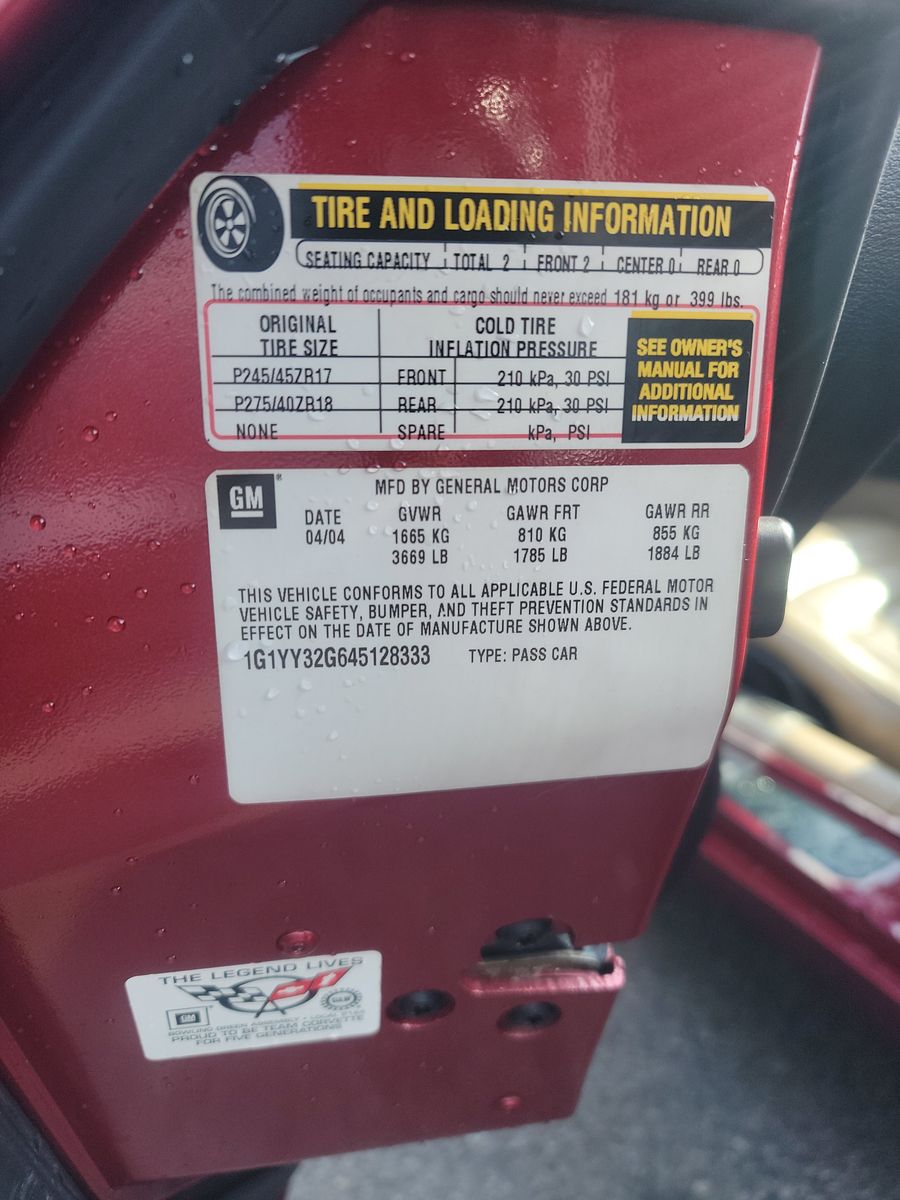 TIRE AND LOADING INFORMATION
SEATING CAPACITY TOTAL 2 FRONT 2 CENTER 0 REAR 0
The combined weight of occupants and cargo should never exceed 181 kg or 399 lbs.
ORIGINAL TIRE SIZE
COLD TIRE INFLATION PRESSURE
P245/45ZR17 FRONT 210 kPa, 30 PSI
P275/40ZR18 REAR 210 kPa, 30 PSI
NONE SPARE kPa, PSI
SEE OWNER'S
MANUAL FOR
ADDITIONAL
INFORMATION
GM
MFD BY GENERAL MOTORS CORP
DATE GVWR GAWR FRT GAWR RR
04/04 1665 KG 810 KG 855 KG
3669 LB 1785 LB 1884 LB
THIS VEHICLE CONFORMS TO ALL APPLICABLE U.S. FEDERAL MOTOR
VEHICLE SAFETY, BUMPER, AND THEFT PREVENTION STANDARDS IN
EFFECT ON THE DATE OF MANUFACTURE SHOWN ABOVE.
1G1YY32G645128333 TYPE: PASS CAR
THE LEGEND LIVES
GM
BOWLING GREEN ASSEMBLY • LOCAL 2164
PROUD TO BE TEAM CORVETTE
FOR FIVE GENERATIONS